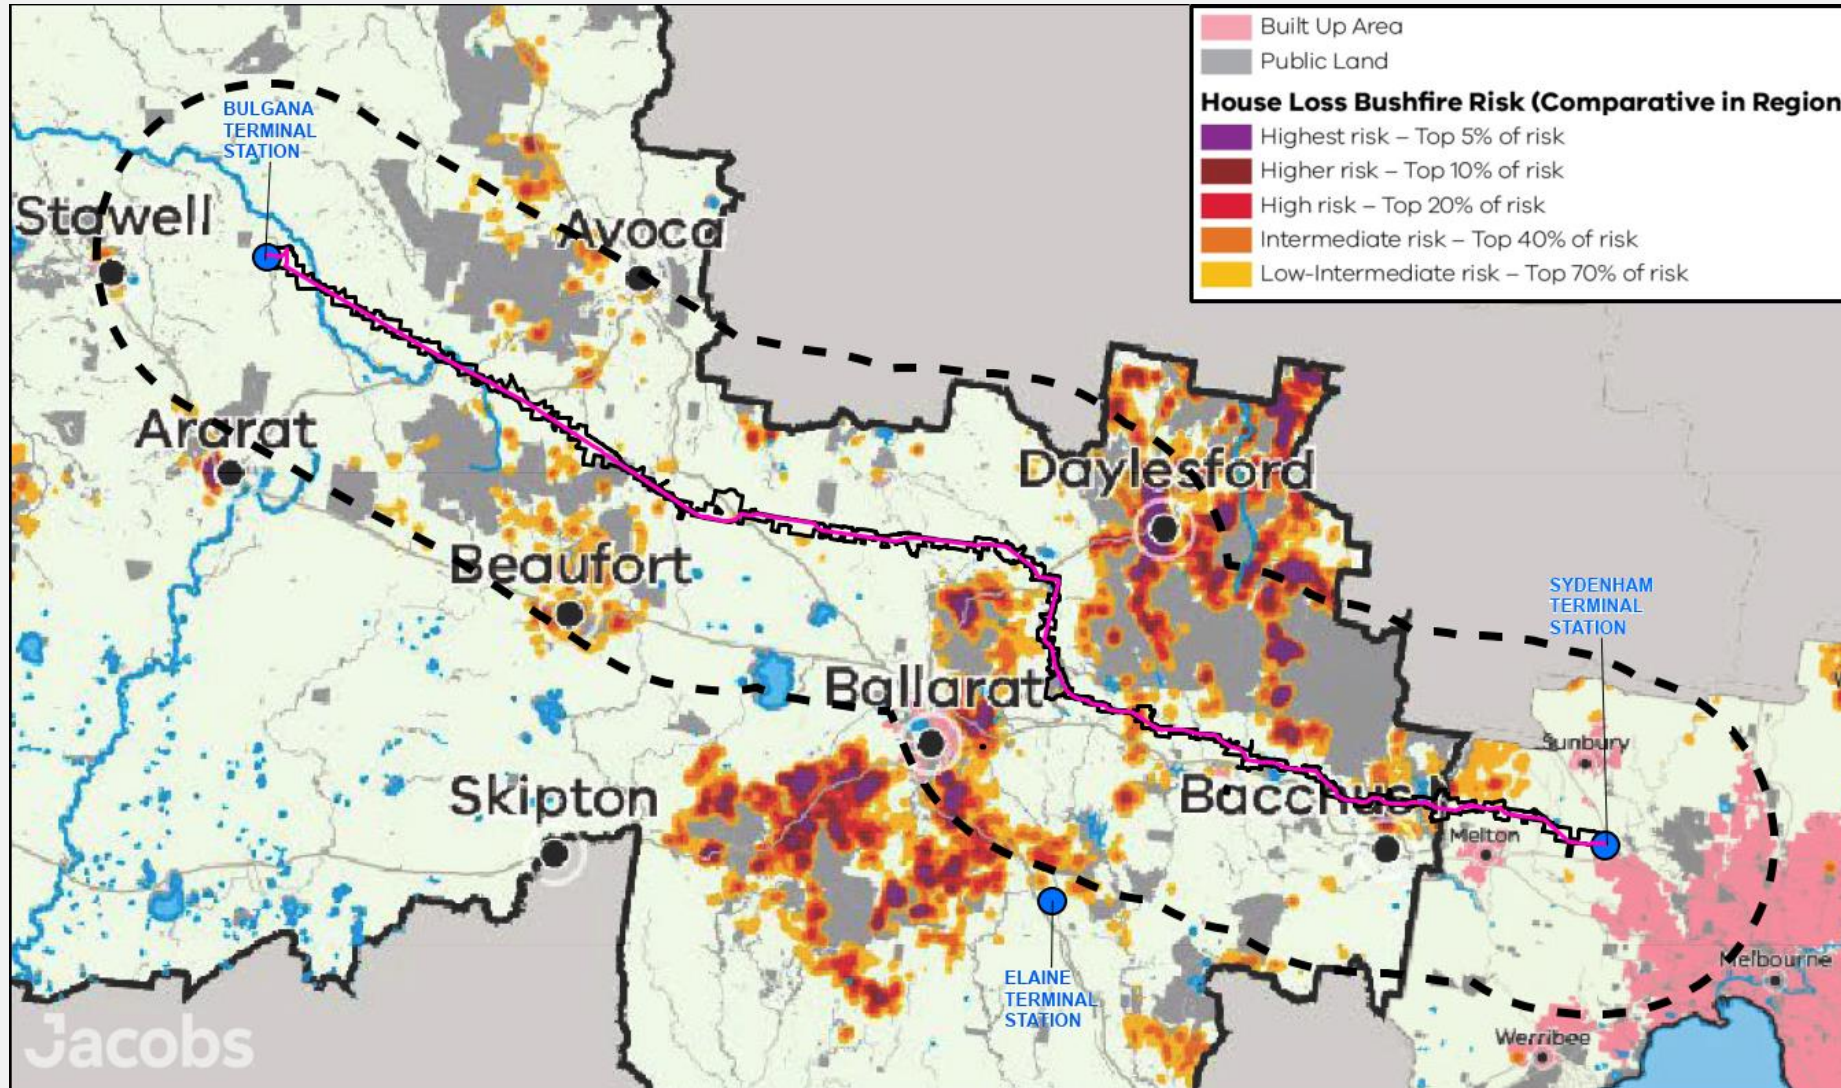 Built Up Area
Public Land
House Loss Bushfire Risk (Comparative in Region
Highest risk – Top 5% of risk
Higher risk – Top 10% of risk
High risk – Top 20% of risk
Intermediate risk – Top 40% of risk
Low-Intermediate risk – Top 70% of risk
BULGANA
TERMINAL
STATION
Stawell
Avoca
Ararat
Daylesford
Beaufort
SYDENHAM
TERMINAL
STATION
Ballarat
Sunbury
Skipton
Bacchus
Melton
Melbourne
ELAINE
TERMINAL
STATION
Werribee
Jacobs